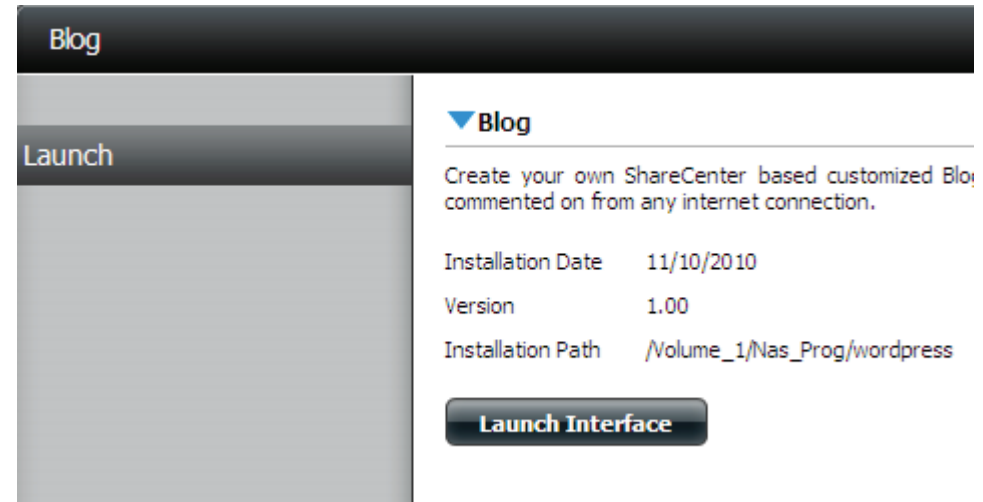 Blog
Launch
Blog
Create your own ShareCenter based customized Blog
commented on from any internet connection.
Installation Date 11/10/2010
Version 1.00
Installation Path /Volume_1/Nas_Prog/wordpress
Launch Interface